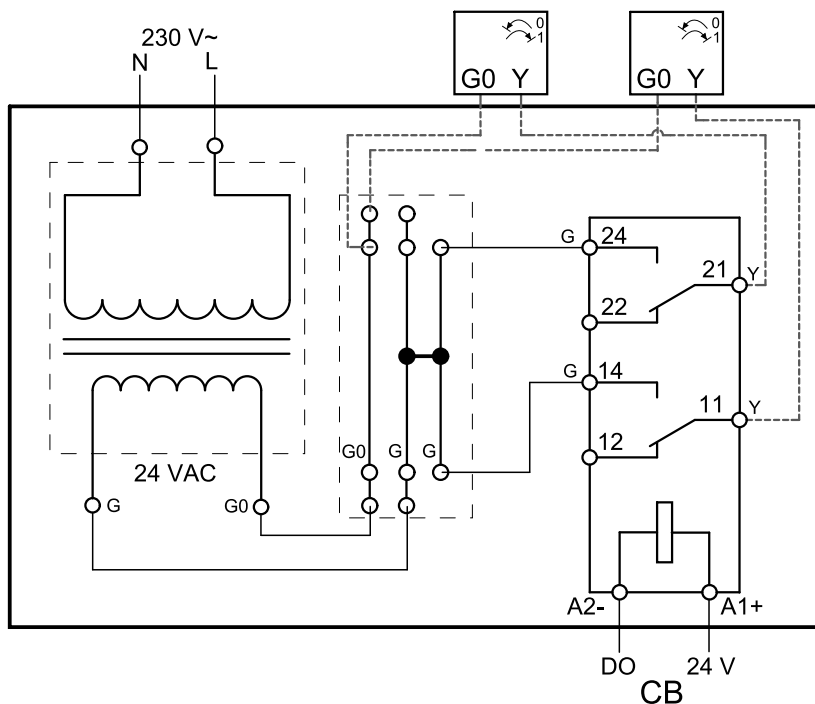 230 V~
N L
0
1
G0 Y
0
1
G0 Y
G 24
21 Y
22
G 14
11 Y
12
G0 G G
24 VAC
G G0
A2- A1+
DO 24 V
CB